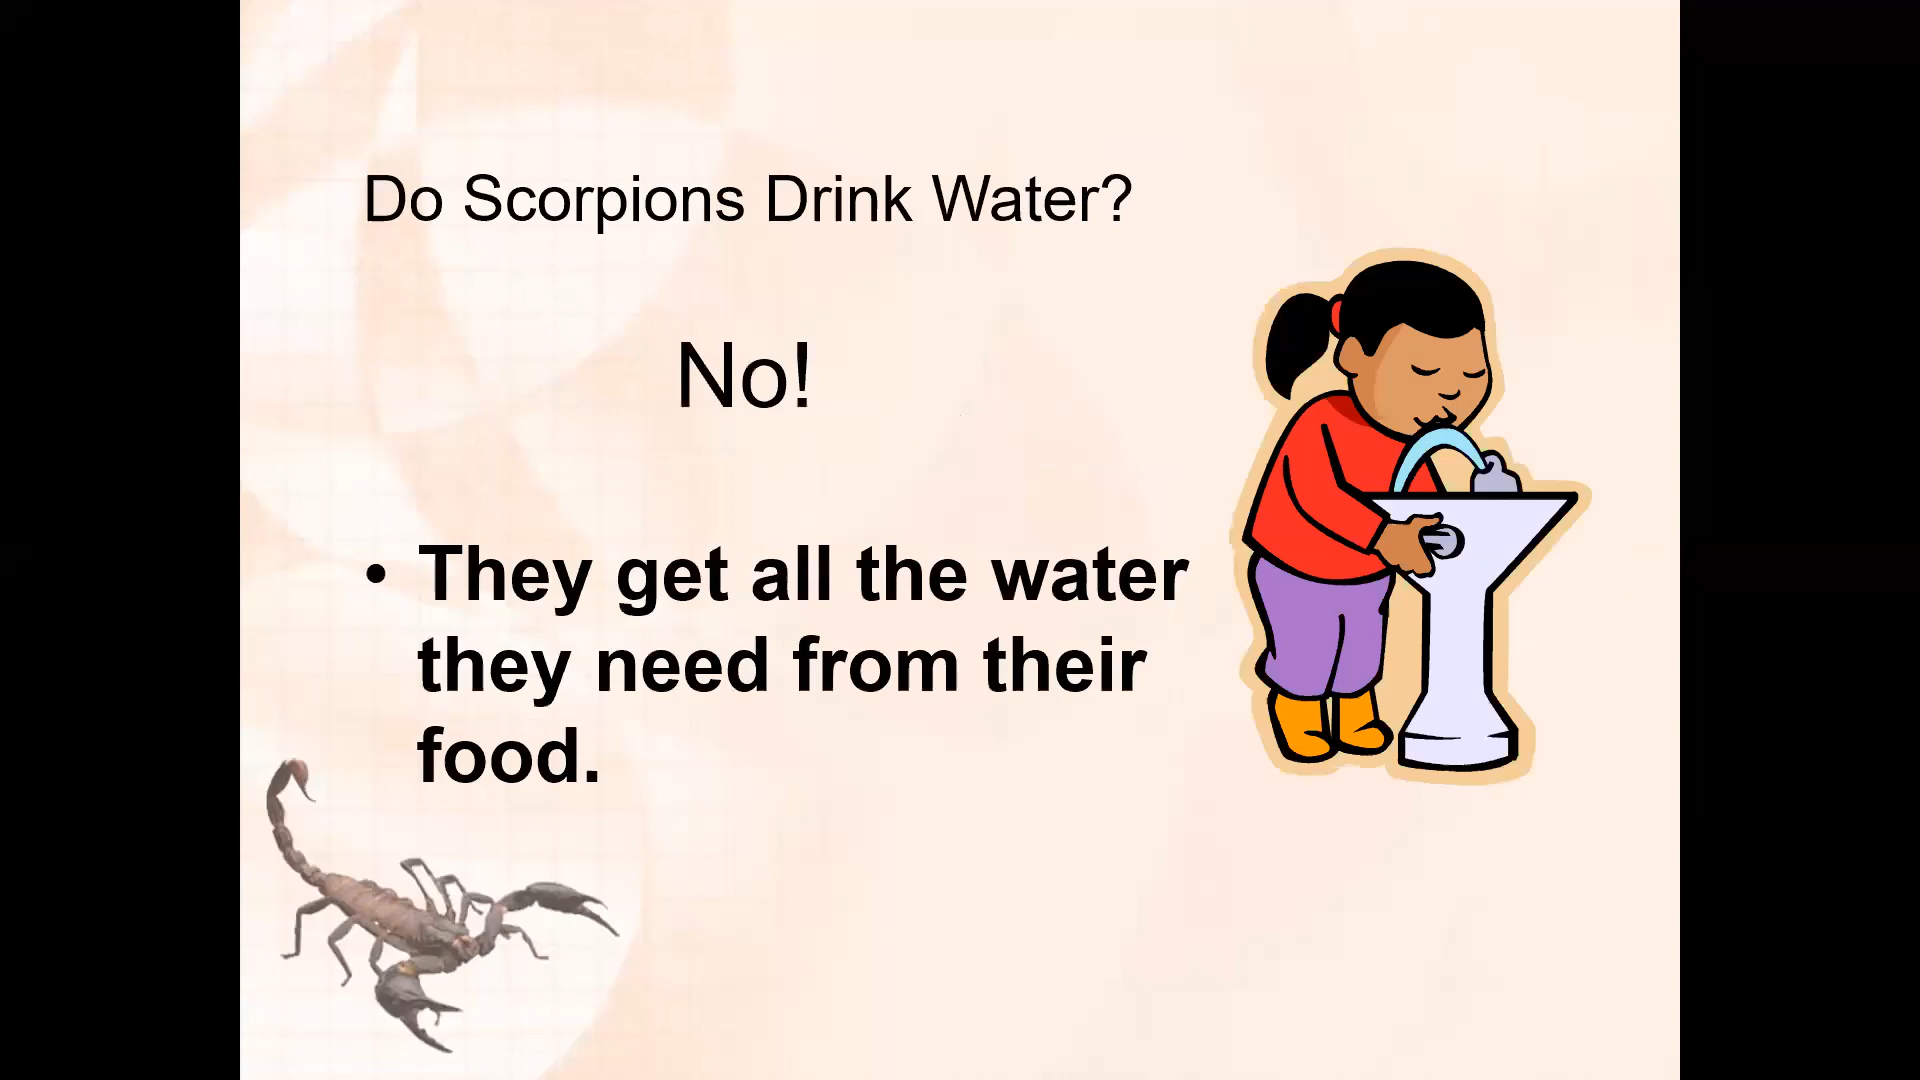 Do Scorpions Drink Water?
No!
• They get all the water
they need from their
food.